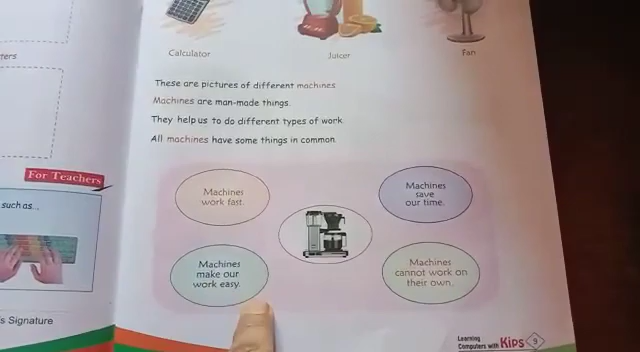 ters
For Teachers
such as...
s Signature
Calculator
Juicer
Fan
These are pictures of different machines
Machines are man-made things.
They help us to do different types of work.
All machines have some things in common
Machines
work fast.
Machines
save
our time.
Machines
make our
work easy.
Machines
cannot work on
their own.
Learning
Computers with Kips 9